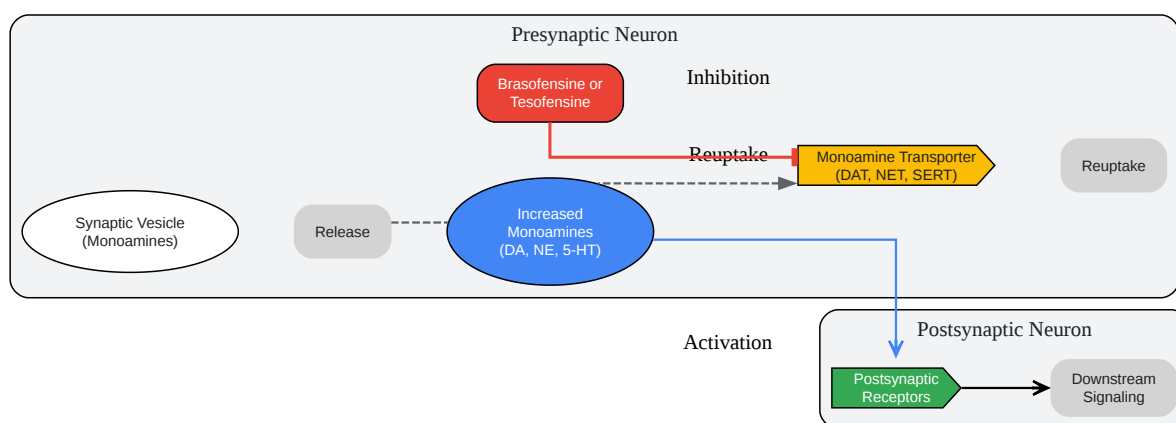 Presynaptic Neuron
Brasofensine or
Tesofensine
Inhibition
Reuptake
Monoamine Transporter
(DAT, NET, SERT)
Reuptake
Synaptic Vesicle
(Monoamines)
Release
Increased
Monoamines
(DA, NE, 5-HT)
Postsynaptic Neuron
Activation
Postsynaptic
Receptors
Downstream
Signaling